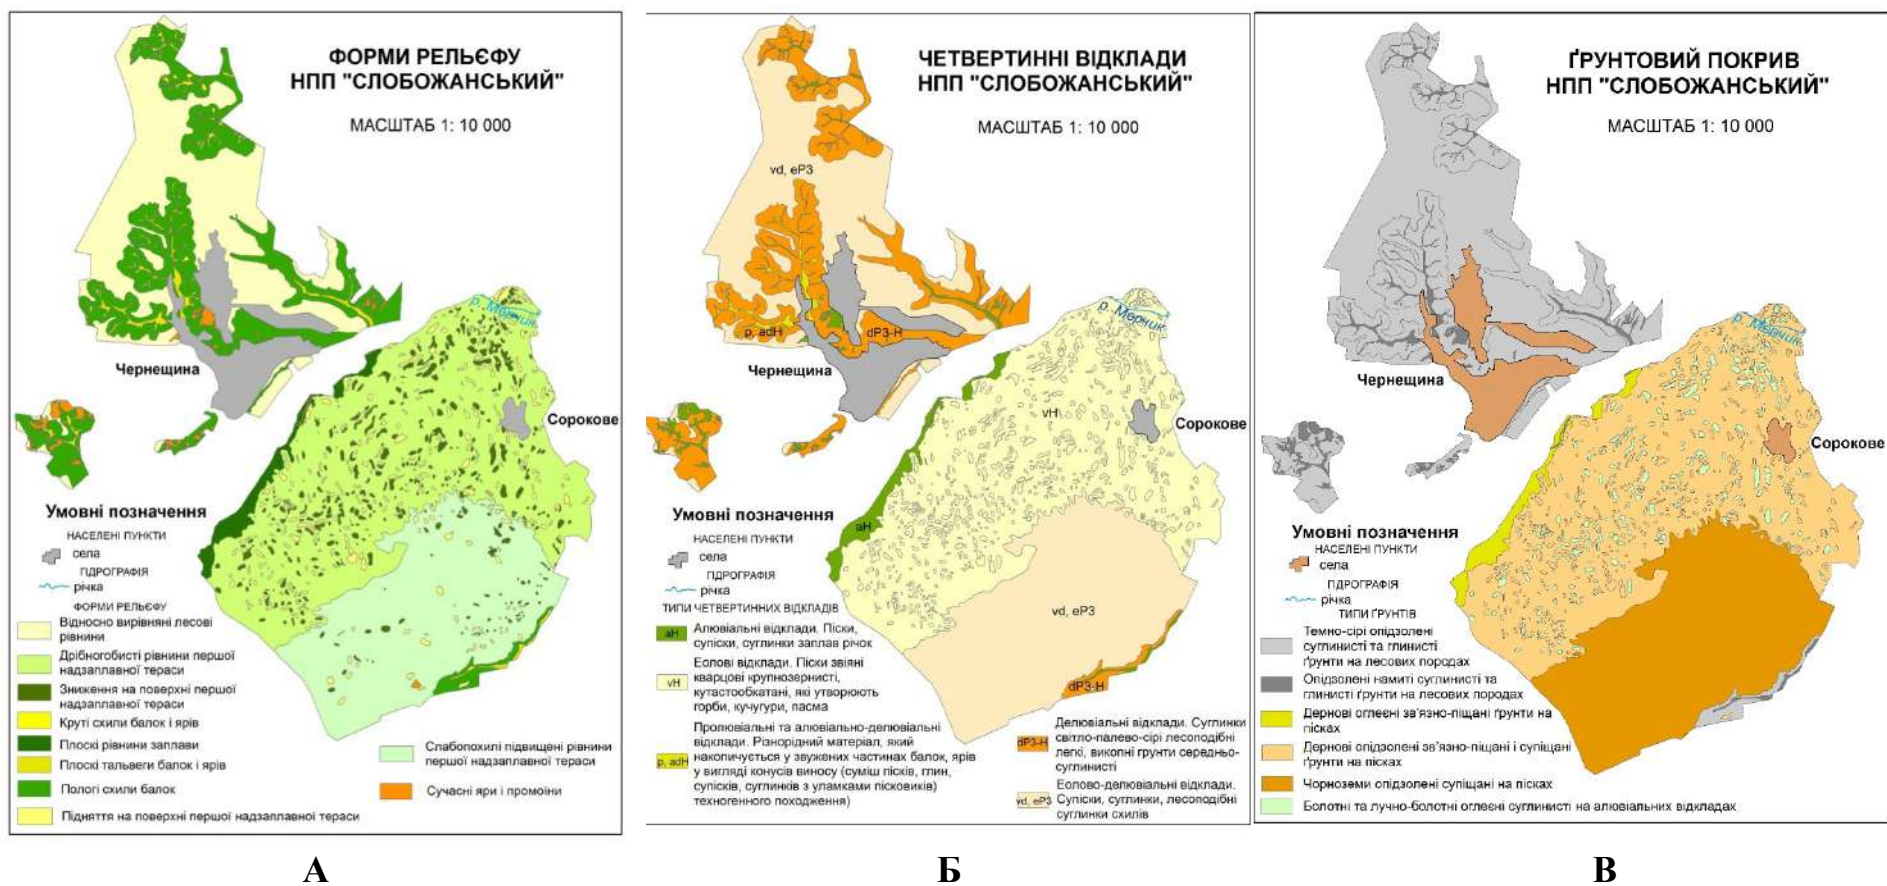 ФОРМИ РЕЛЬЄФУ
НПП "СЛОБОЖАНСЬКИЙ"
МАСШТАБ 1: 10 000
р. Мерчик
Чернещина
Сорокове
Умовні позначення
НАСЕЛЕНІ ПУНКТИ
села
ГІДРОГРАФІЯ
річка
ФОРМИ РЕЛЬЄФУ
Відносно вирівняні лесові
рівнини
Дрібногобисті рівнини першої
надзаплавної тераси
Зниження на поверхні першої
надзаплавної тераси
Круті схили балок і ярів
Плоскі рівнини заплави
Плоскі тальвеги балок і ярів
Пологі схили балок
Підняття на поверхні першої надзаплавної тераси
Слабопохилі підвищені рівнини
першої надзаплавної тераси
Сучасні яри і промоїни
А
ЧЕТВЕРТИННІ ВІДКЛАДИ
НПП "СЛОБОЖАНСЬКИЙ"
МАСШТАБ 1: 10 000
vd, eP3
p, adH
dP3-H
р. Мерчик
Чернещина
vH
Сорокове
aH
vd, eP3
dP3-H
Умовні позначення
НАСЕЛЕНІ ПУНКТИ
села
ГІДРОГРАФІЯ
річка
ТИПИ ЧЕТВЕРТИННИХ ВІДКЛАДІВ
aH Алювіальні відклади. Піски,
супіски, суглинки заплав річок
Еолові відклади. Піски звіяні
vH кварцові крупнозернисті,
кутастообкатані, які утворюють
горби, кучугури, пасма
Пролювіальні та алювіально-делювіальні
відклади. Різнорідний матеріал, який
p, adH накопичується у звужених частинах балок, ярів
у вигляді конусів виносу (суміш пісків, глин,
супісків, суглинків з уламками пісковиків)
техногенного походження)
Делювіальні відклади. Суглинки
dP3-H світло-палево-сірі лесоподібні
легкі, викопні ґрунти середньо-
суглинисті
Еолово-делювіальні відклади.
vd, eP3 Супіски, суглинки, лесоподібні
суглинки схилів
Б
ҐРУНТОВИЙ ПОКРИВ
НПП "СЛОБОЖАНСЬКИЙ"
МАСШТАБ 1: 10 000
р. Мерчик
Чернещина
Сорокове
Умовні позначення
НАСЕЛЕНІ ПУНКТИ
села
ГІДРОГРАФІЯ
річка
ТИПИ ҐРУНТІВ
Темно-сірі опідзолені
суглинисті та глинисті
ґрунти на лесових породах
Опідзолені намиті суглинисті та
глинисті ґрунти на лесових породах
Дернові оглеєні зв'язно-піщані ґрунти на
пісках
Дернові опідзолені зв'язно-піщані і супіщані
ґрунти на пісках
Чорноземи опідзолені супіщані на пісках
Болотні та лучно-болотні оглеєні суглинисті на алювіальних відкладах
В